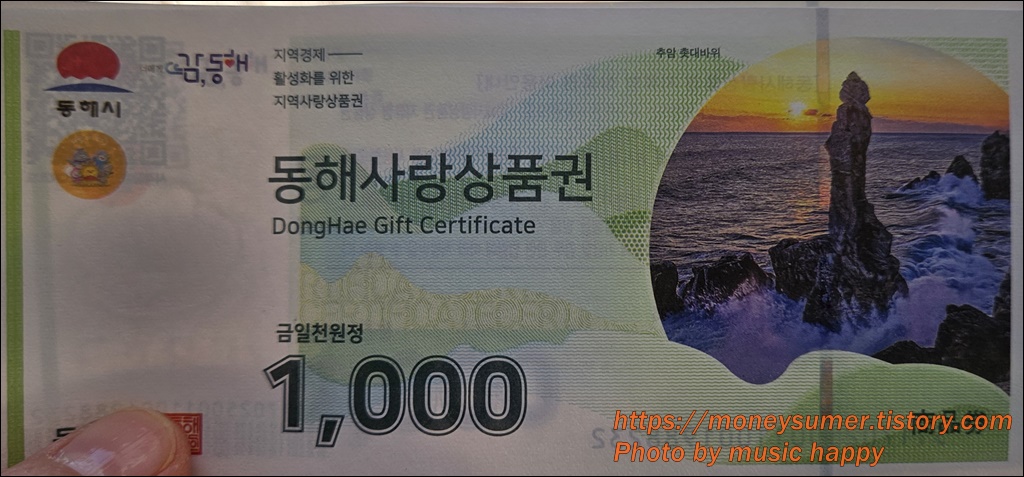 동해시
감동해
지역경제
활성화를 위한
지역사랑상품권
추암 촛대바위
동해사랑상품권
DongHae Gift Certificate
금일천원정
1,000
https://moneysumer.tistory.com
Photo by music happy